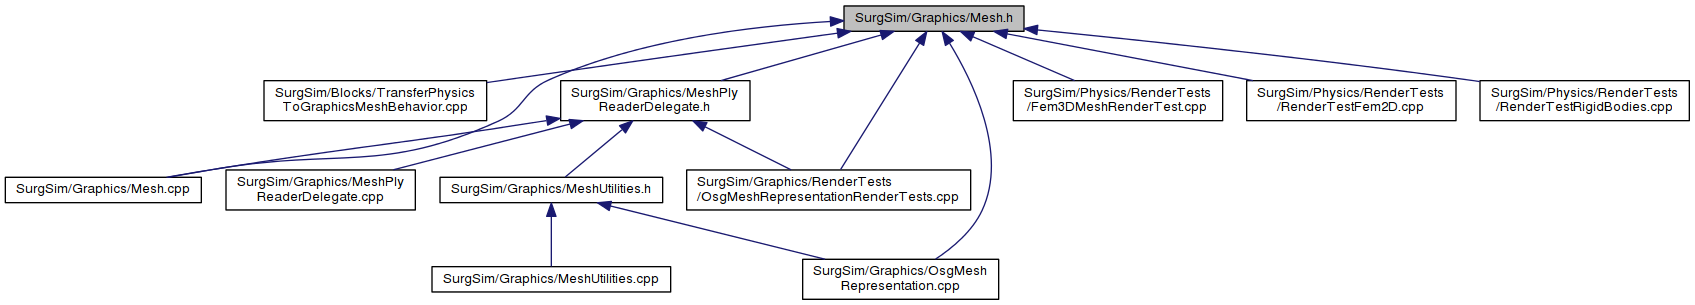 SurgSim/Graphics/Mesh.h
SurgSim/Blocks/TransferPhysics
ToGraphicsMeshBehavior.cpp
SurgSim/Graphics/MeshPly
ReaderDelegate.h
SurgSim/Physics/RenderTests
/Fem3DMeshRenderTest.cpp
SurgSim/Physics/RenderTests
/RenderTestFem2D.cpp
SurgSim/Physics/RenderTests
/RenderTestRigidBodies.cpp
SurgSim/Graphics/Mesh.cpp
SurgSim/Graphics/MeshPly
ReaderDelegate.cpp
SurgSim/Graphics/MeshUtilities.h
SurgSim/Graphics/RenderTests
/OsgMeshRepresentationRenderTests.cpp
SurgSim/Graphics/MeshUtilities.cpp
SurgSim/Graphics/OsgMesh
Representation.cpp